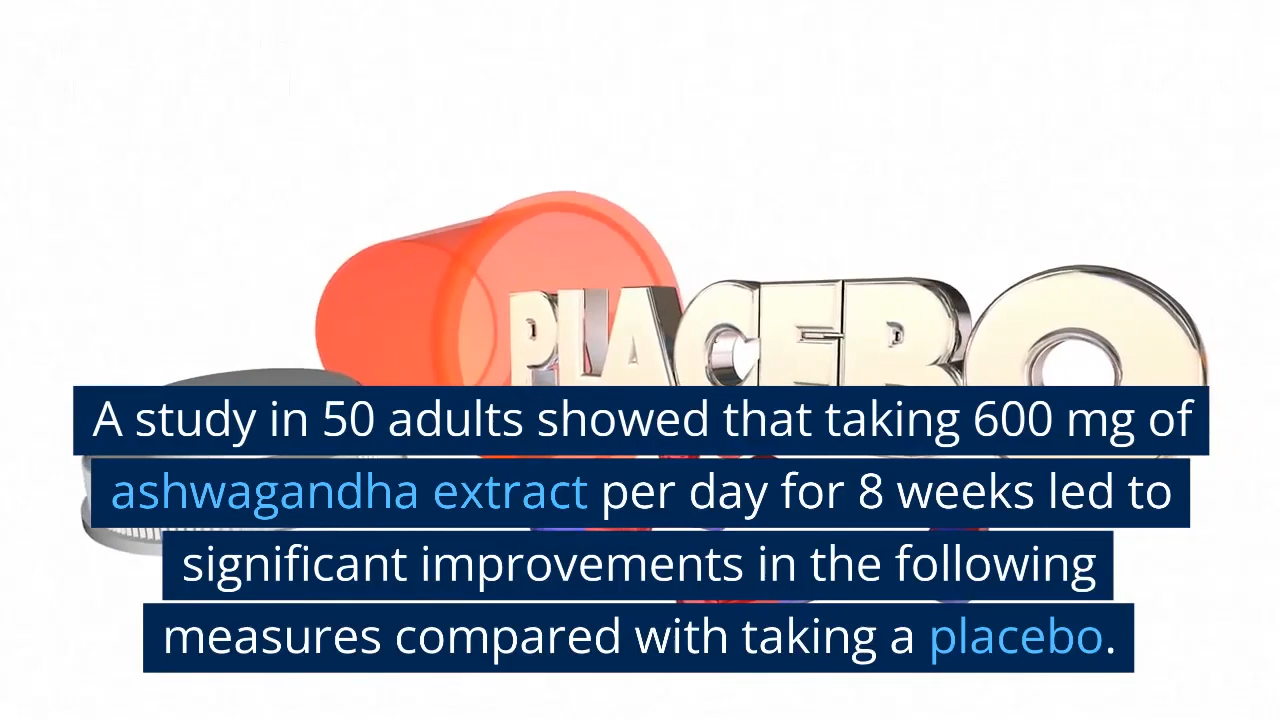 PLACEBO
A study in 50 adults showed that taking 600 mg of
ashwagandha extract per day for 8 weeks led to
significant improvements in the following
measures compared with taking a placebo.